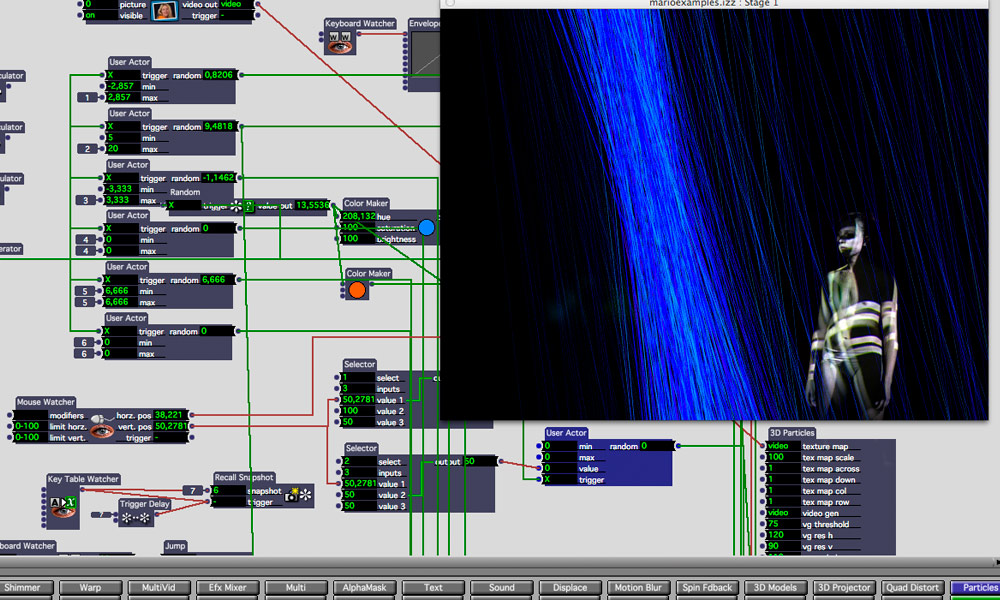 0 picture video out video
on visible trigger -
marioexamples.izz : Stage 1
Keyboard Watcher
Envelope
W W
User Actor
X trigger random 0,8206
-2,857 min
1 2,857 max
User Actor
X trigger random 9,4818
5 min
2 20 max
User Actor
X trigger random -1,1462
-3,333 min
3 3,333 max
Random
X trigger value out 13,5536
User Actor
X trigger random 0
4 0 min
4 0 max
User Actor
X trigger random 6,666
5 6,666 min
5 6,666 max
User Actor
X trigger random 0
6 0 min
6 0 max
Color Maker
208,132 hue
100 saturation
100 brightness
Color Maker
Selector
1 select
3 inputs
50,2781 value 1
100 value 2
50 value 3
Mouse Watcher
modifiers horz. pos 38,221
0-100 limit horz. vert. pos 50,2781
0-100 limit vert. trigger -
Selector
2 select output 50
3 inputs
50,2781 value 1
50 value 2
50 value 3
User Actor
0 min random 0
0 max
0 value
X trigger
3D Particles
video texture map
100 tex map scale
1 tex map across
1 tex map down
1 tex map col
1 tex map row
video video gen
75 vg threshold
120 vg res h
90 vg res v
Key Table Watcher
A X
Recall Snapshot
7 6 snapshot
- trigger
Trigger Delay
board Watcher
Jump
Shimmer Warp MultiVid Efx Mixer Multi AlphaMask Text Sound Displace Motion Blur Spin Fdback 3D Models 3D Projector Quad Distort Particles